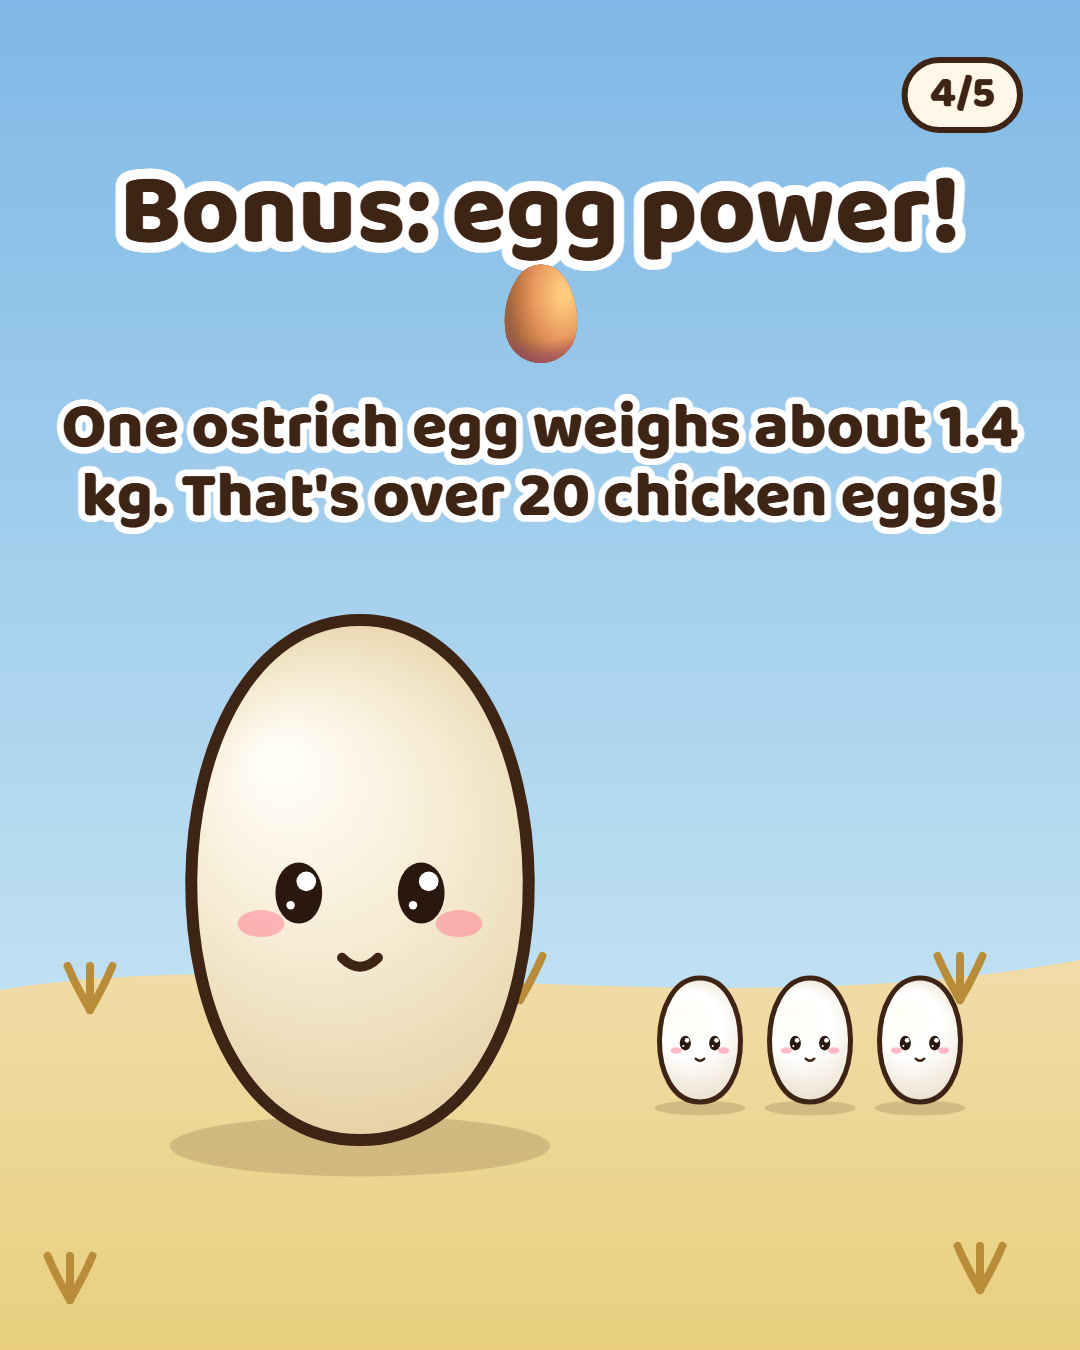 4/5
Bonus: egg power!
One ostrich egg weighs about 1.4
kg. That's over 20 chicken eggs!